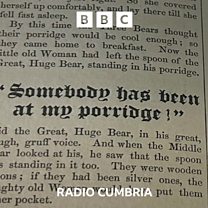 BBC
herself up comfortably, and lay there till she
fell fast asleep.
By this time the Three Bears thought
their porridge would be cool enough; so
they came home to breakfast. Now the
little old Woman had left the spoon of the
Great, Huge Bear, standing in his porridge.
"Somebody has been
at my porridge!"
said the Great, Huge Bear, in his great,
rough, gruff voice. And when the Middle
Bear looked at his, he saw that the spoon
was standing in it too. They were wooden
spoons; if they had been silver ones, the
naughty old Woman would have put them
her pocket.
RADIO CUMBRIA